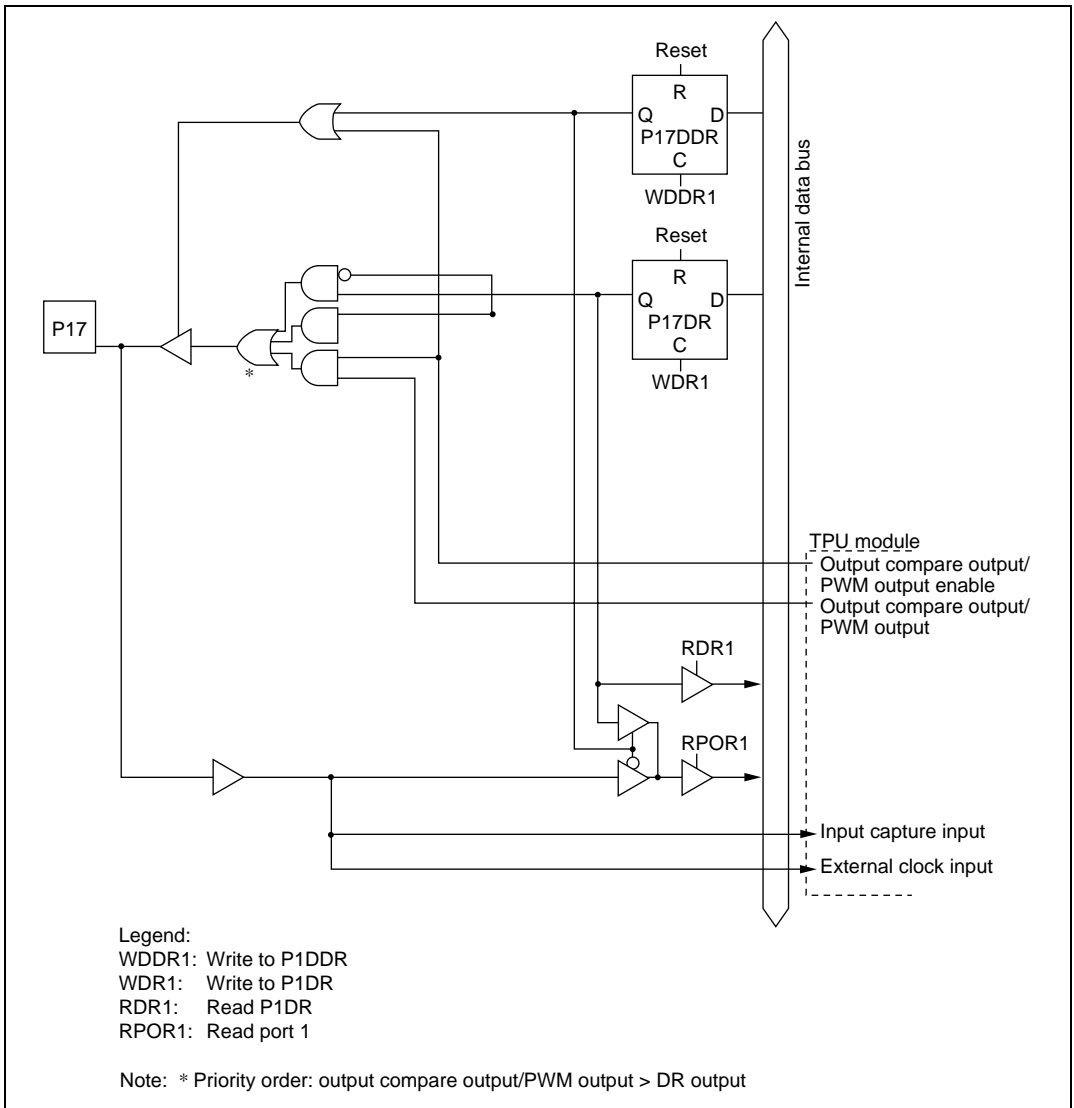 Reset
R
Q D
P17DDR
C
WDDR1
Internal data bus
Reset
R
Q D
P17DR
C
WDR1
P17
*
TPU module
Output compare output/
PWM output enable
Output compare output/
PWM output
RDR1
RPOR1
Input capture input
External clock input
Legend:
WDDR1: Write to P1DDR
WDR1: Write to P1DR
RDR1: Read P1DR
RPOR1: Read port 1
Note: * Priority order: output compare output/PWM output > DR output